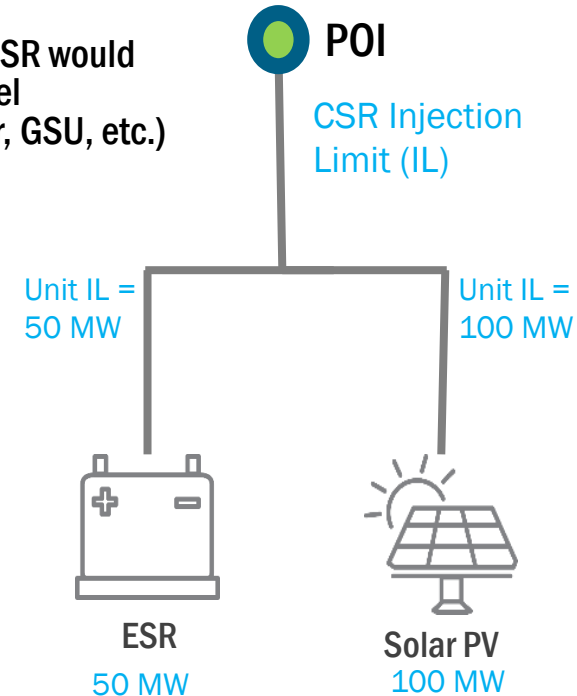 SR would
el
r, GSU, etc.)
POI
CSR Injection
Limit (IL)
Unit IL =
50 MW
Unit IL =
100 MW
ESR
50 MW
Solar PV
100 MW